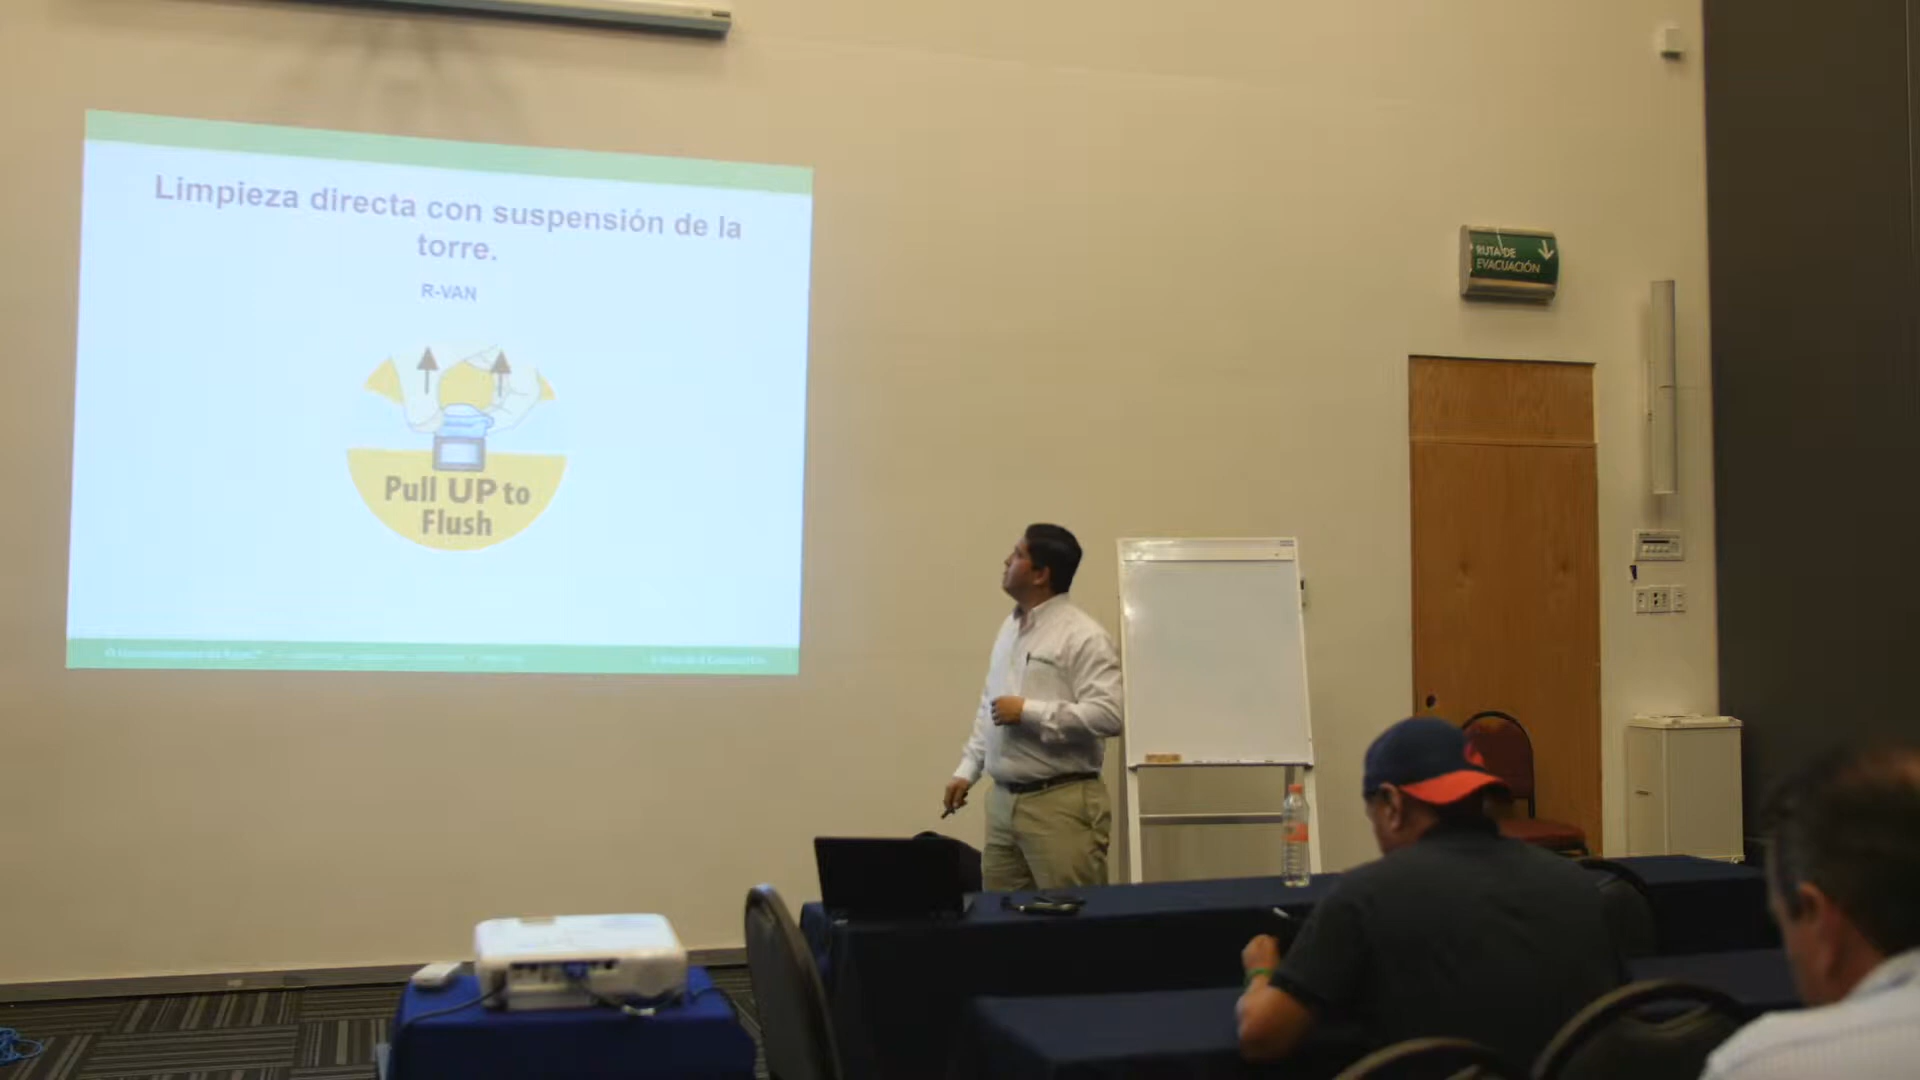 Limpieza directa con suspensión de la
torre.
R-VAN
Pull UP to
Flush
RUTA DE
EVACUACIÓN